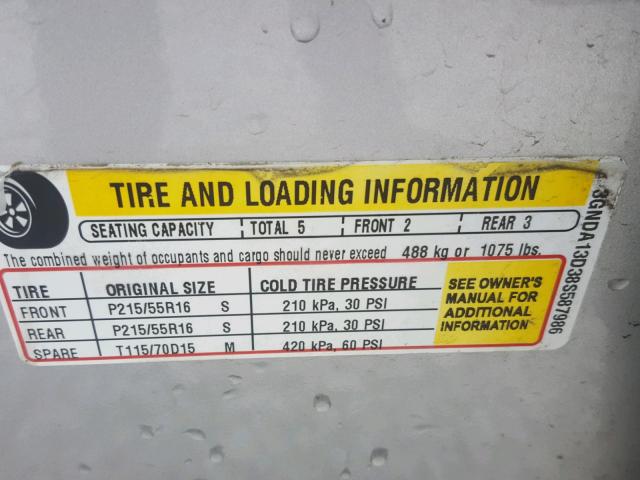 TIRE AND LOADING INFORMATION
SEATING CAPACITY TOTAL 5 FRONT 2 REAR 3
The combined weight of occupants and cargo should never exceed 488 kg or 1075 lbs.
TIRE ORIGINAL SIZE COLD TIRE PRESSURE
FRONT P215/55R16 S 210 kPa, 30 PSI
REAR P215/55R16 S 210 kPa, 30 PSI
SPARE T115/70D15 M 420 kPa, 60 PSI
SEE OWNER'S
MANUAL FOR
ADDITIONAL
INFORMATION
3GNDA13D38S587986